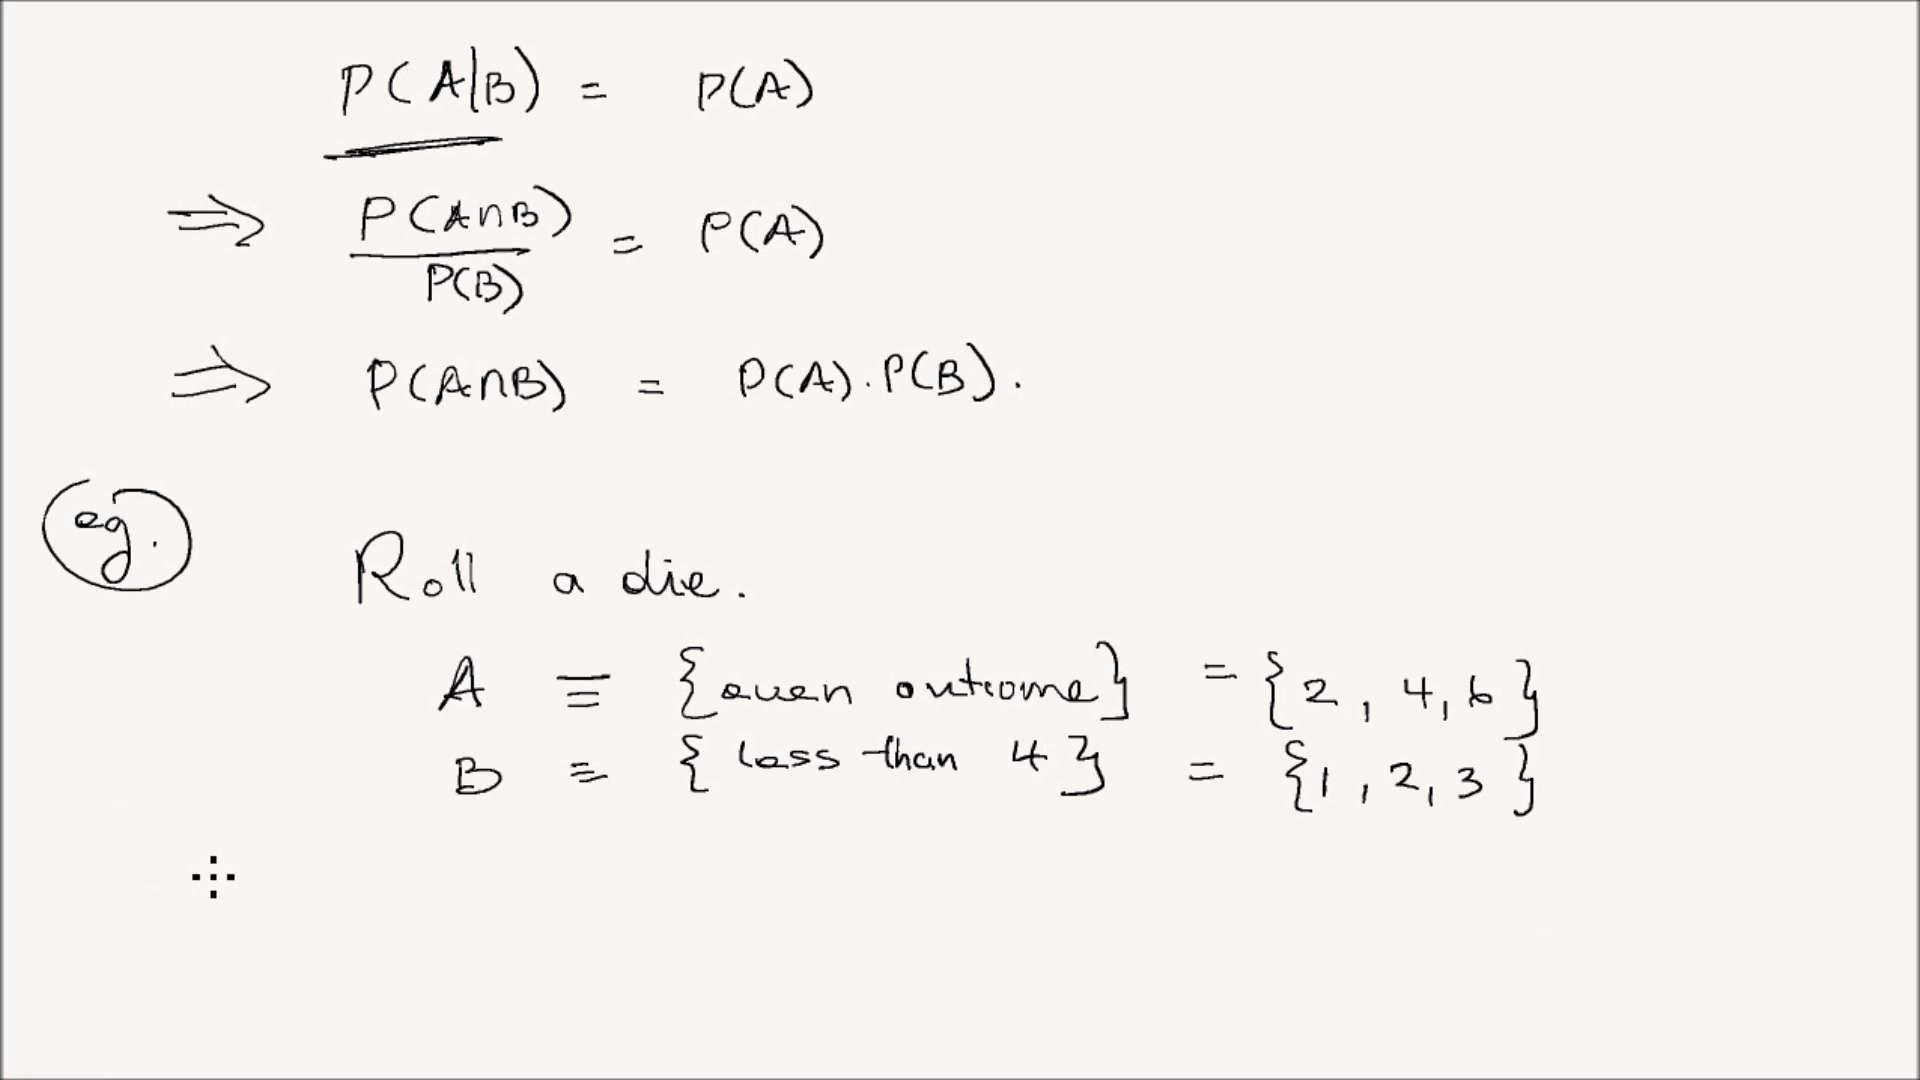 P(A|B) = P(A)
⇒ P(A∩B) / P(B) = P(A)
⇒ P(A∩B) = P(A).P(B).
eg.
Roll a die.
A ≡ {even outcome} = {2, 4, 6}
B ≡ {less than 4} = {1, 2, 3}